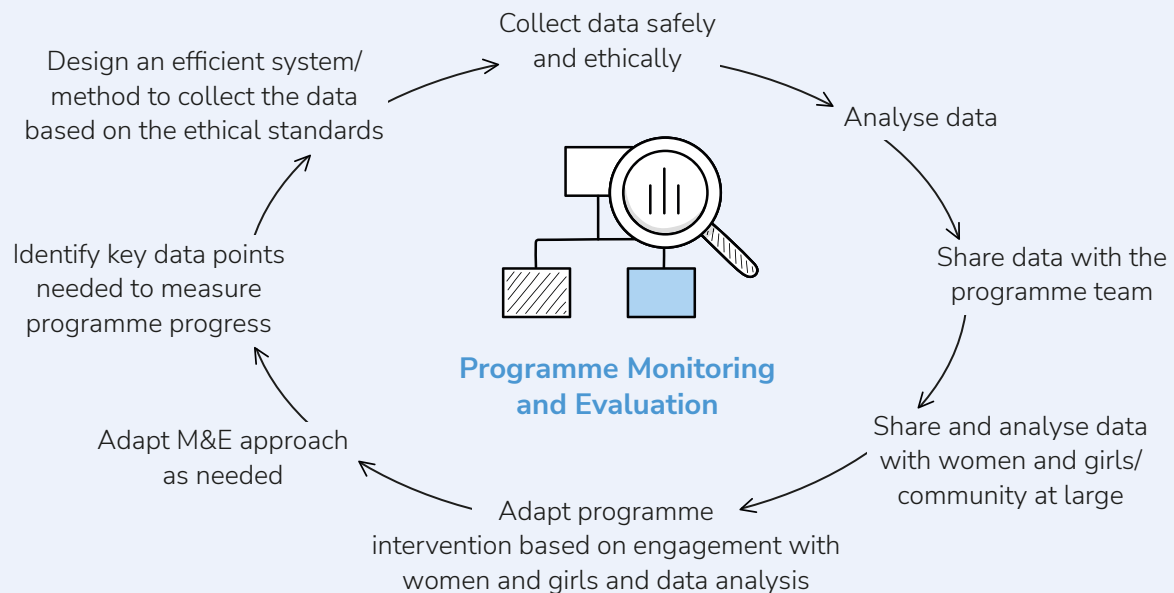 Collect data safely
and ethically
Analyse data
Share data with the
programme team
Share and analyse data
with women and girls/
community at large
Adapt programme
intervention based on engagement with
women and girls and data analysis
Adapt M&E approach
as needed
Identify key data points
needed to measure
programme progress
Design an efficient system/
method to collect the data
based on the ethical standards
Programme Monitoring
and Evaluation